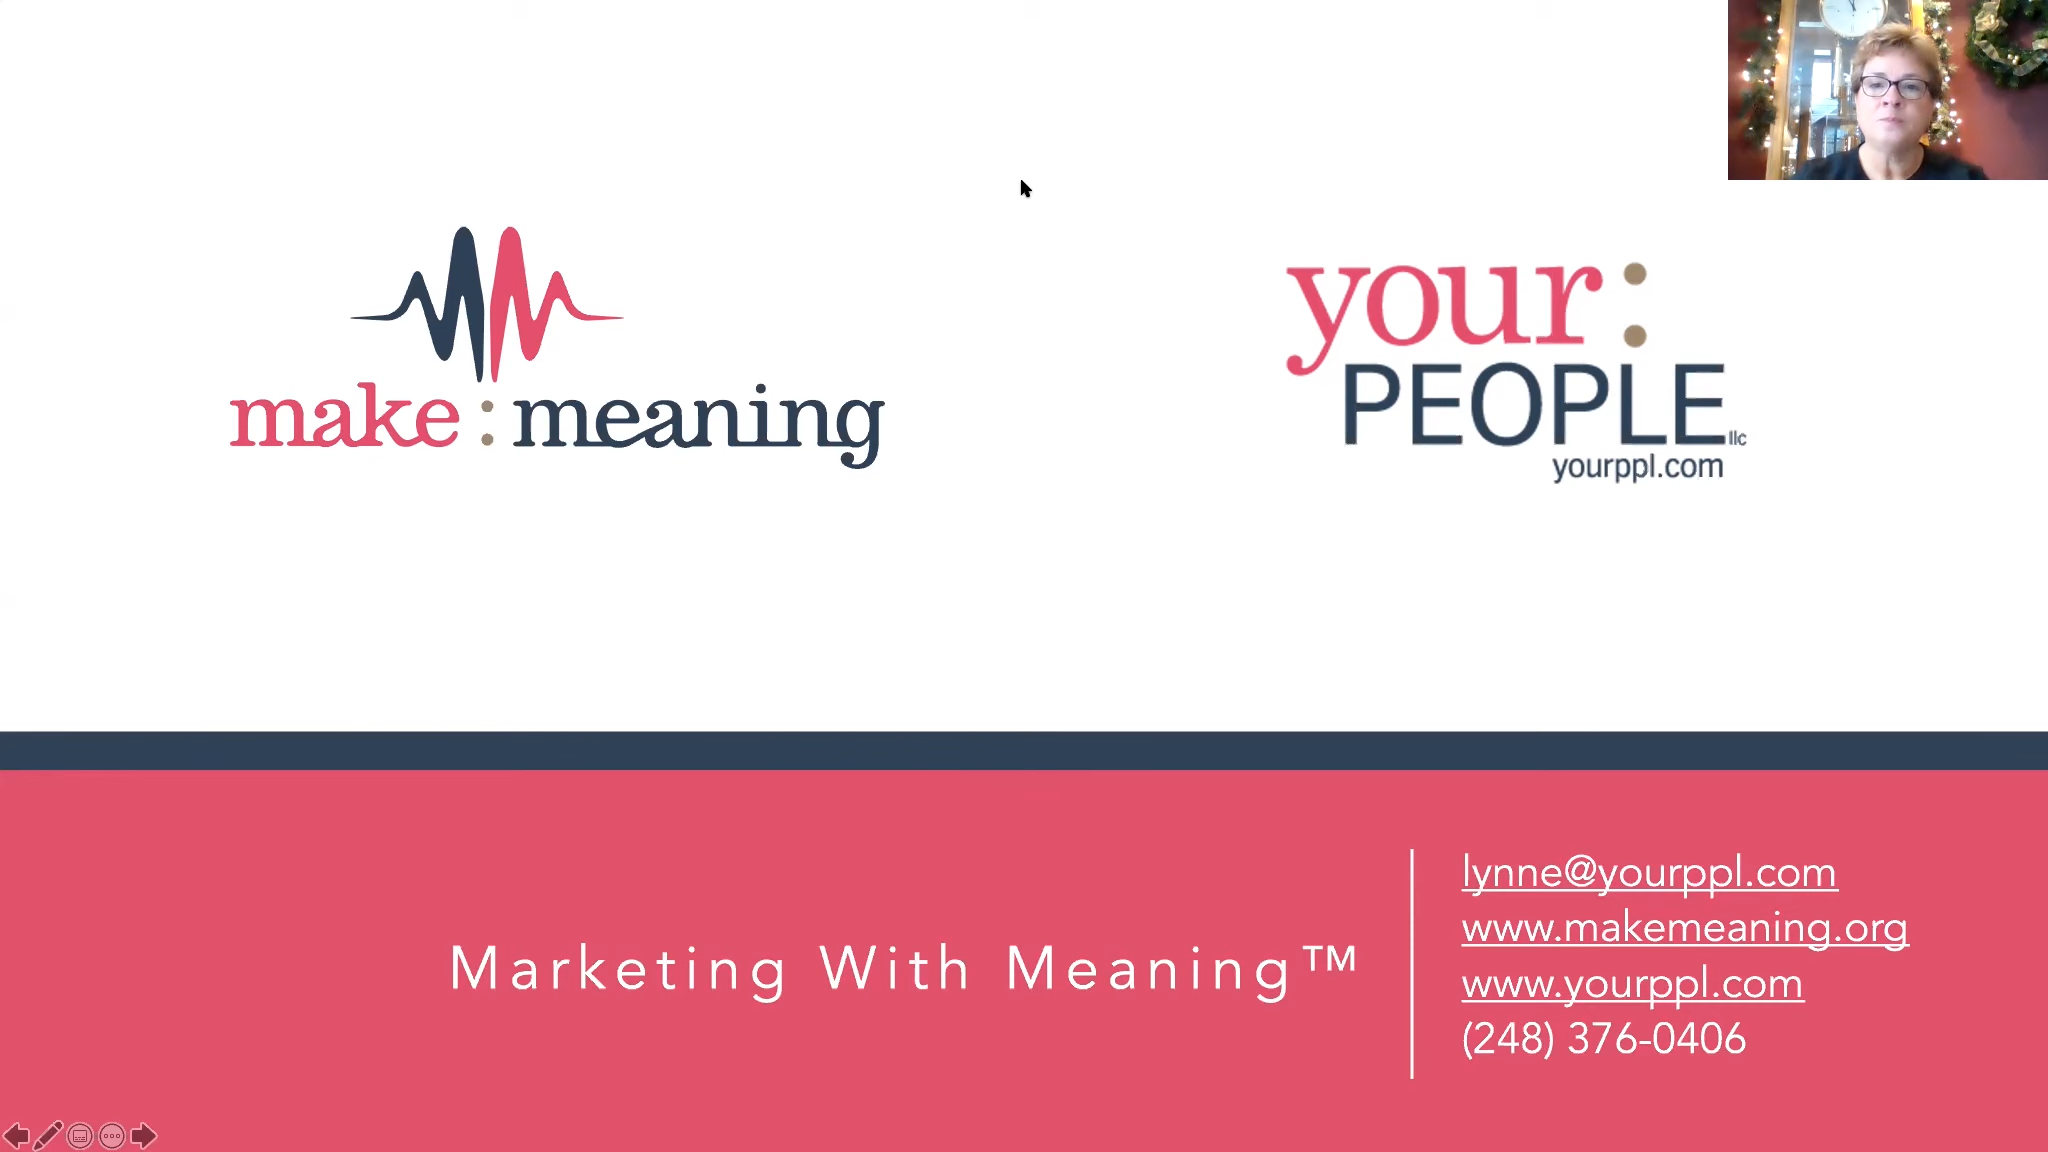 make : meaning
your:
PEOPLE llc
yourppl.com
Marketing With Meaning™
lynne@yourppl.com
www.makemeaning.org
www.yourppl.com
(248) 376-0406